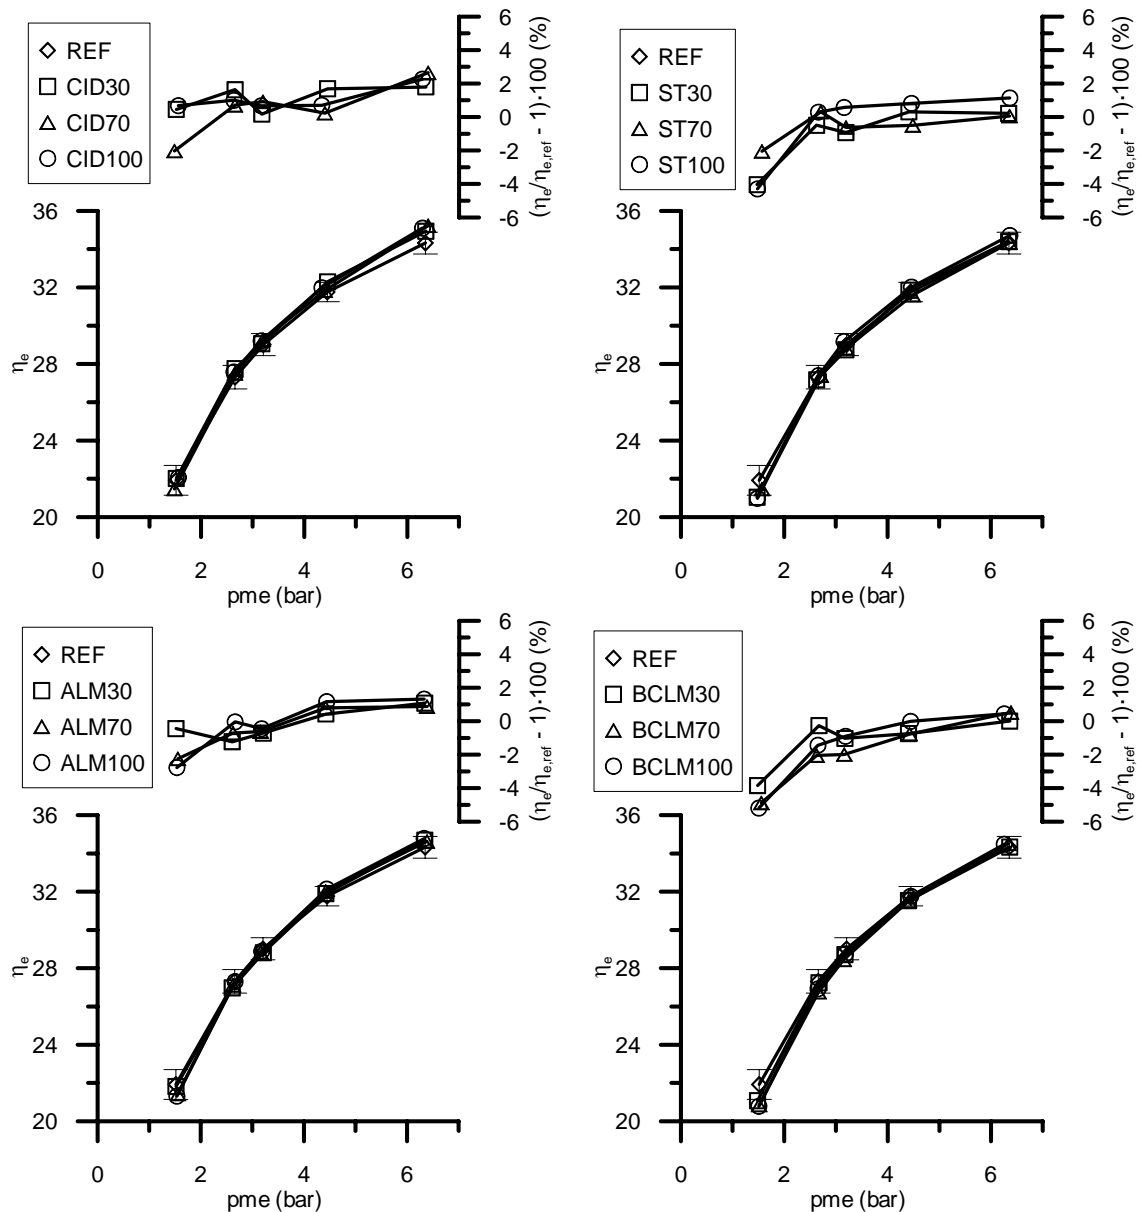 REF
CID30
CID70
CID100
6
4
2
0
-2
-4
-6
(ηe/ηe,ref - 1)·100 (%)
36
32
28
24
20
ηe
0 2 4 6
pme (bar)
REF
ST30
ST70
ST100
6
4
2
0
-2
-4
-6
(ηe/ηe,ref - 1)·100 (%)
36
32
28
24
20
ηe
0 2 4 6
pme (bar)
REF
ALM30
ALM70
ALM100
6
4
2
0
-2
-4
-6
(ηe/ηe,ref - 1)·100 (%)
36
32
28
24
20
ηe
0 2 4 6
pme (bar)
REF
BCLM30
BCLM70
BCLM100
6
4
2
0
-2
-4
-6
(ηe/ηe,ref - 1)·100 (%)
36
32
28
24
20
ηe
0 2 4 6
pme (bar)